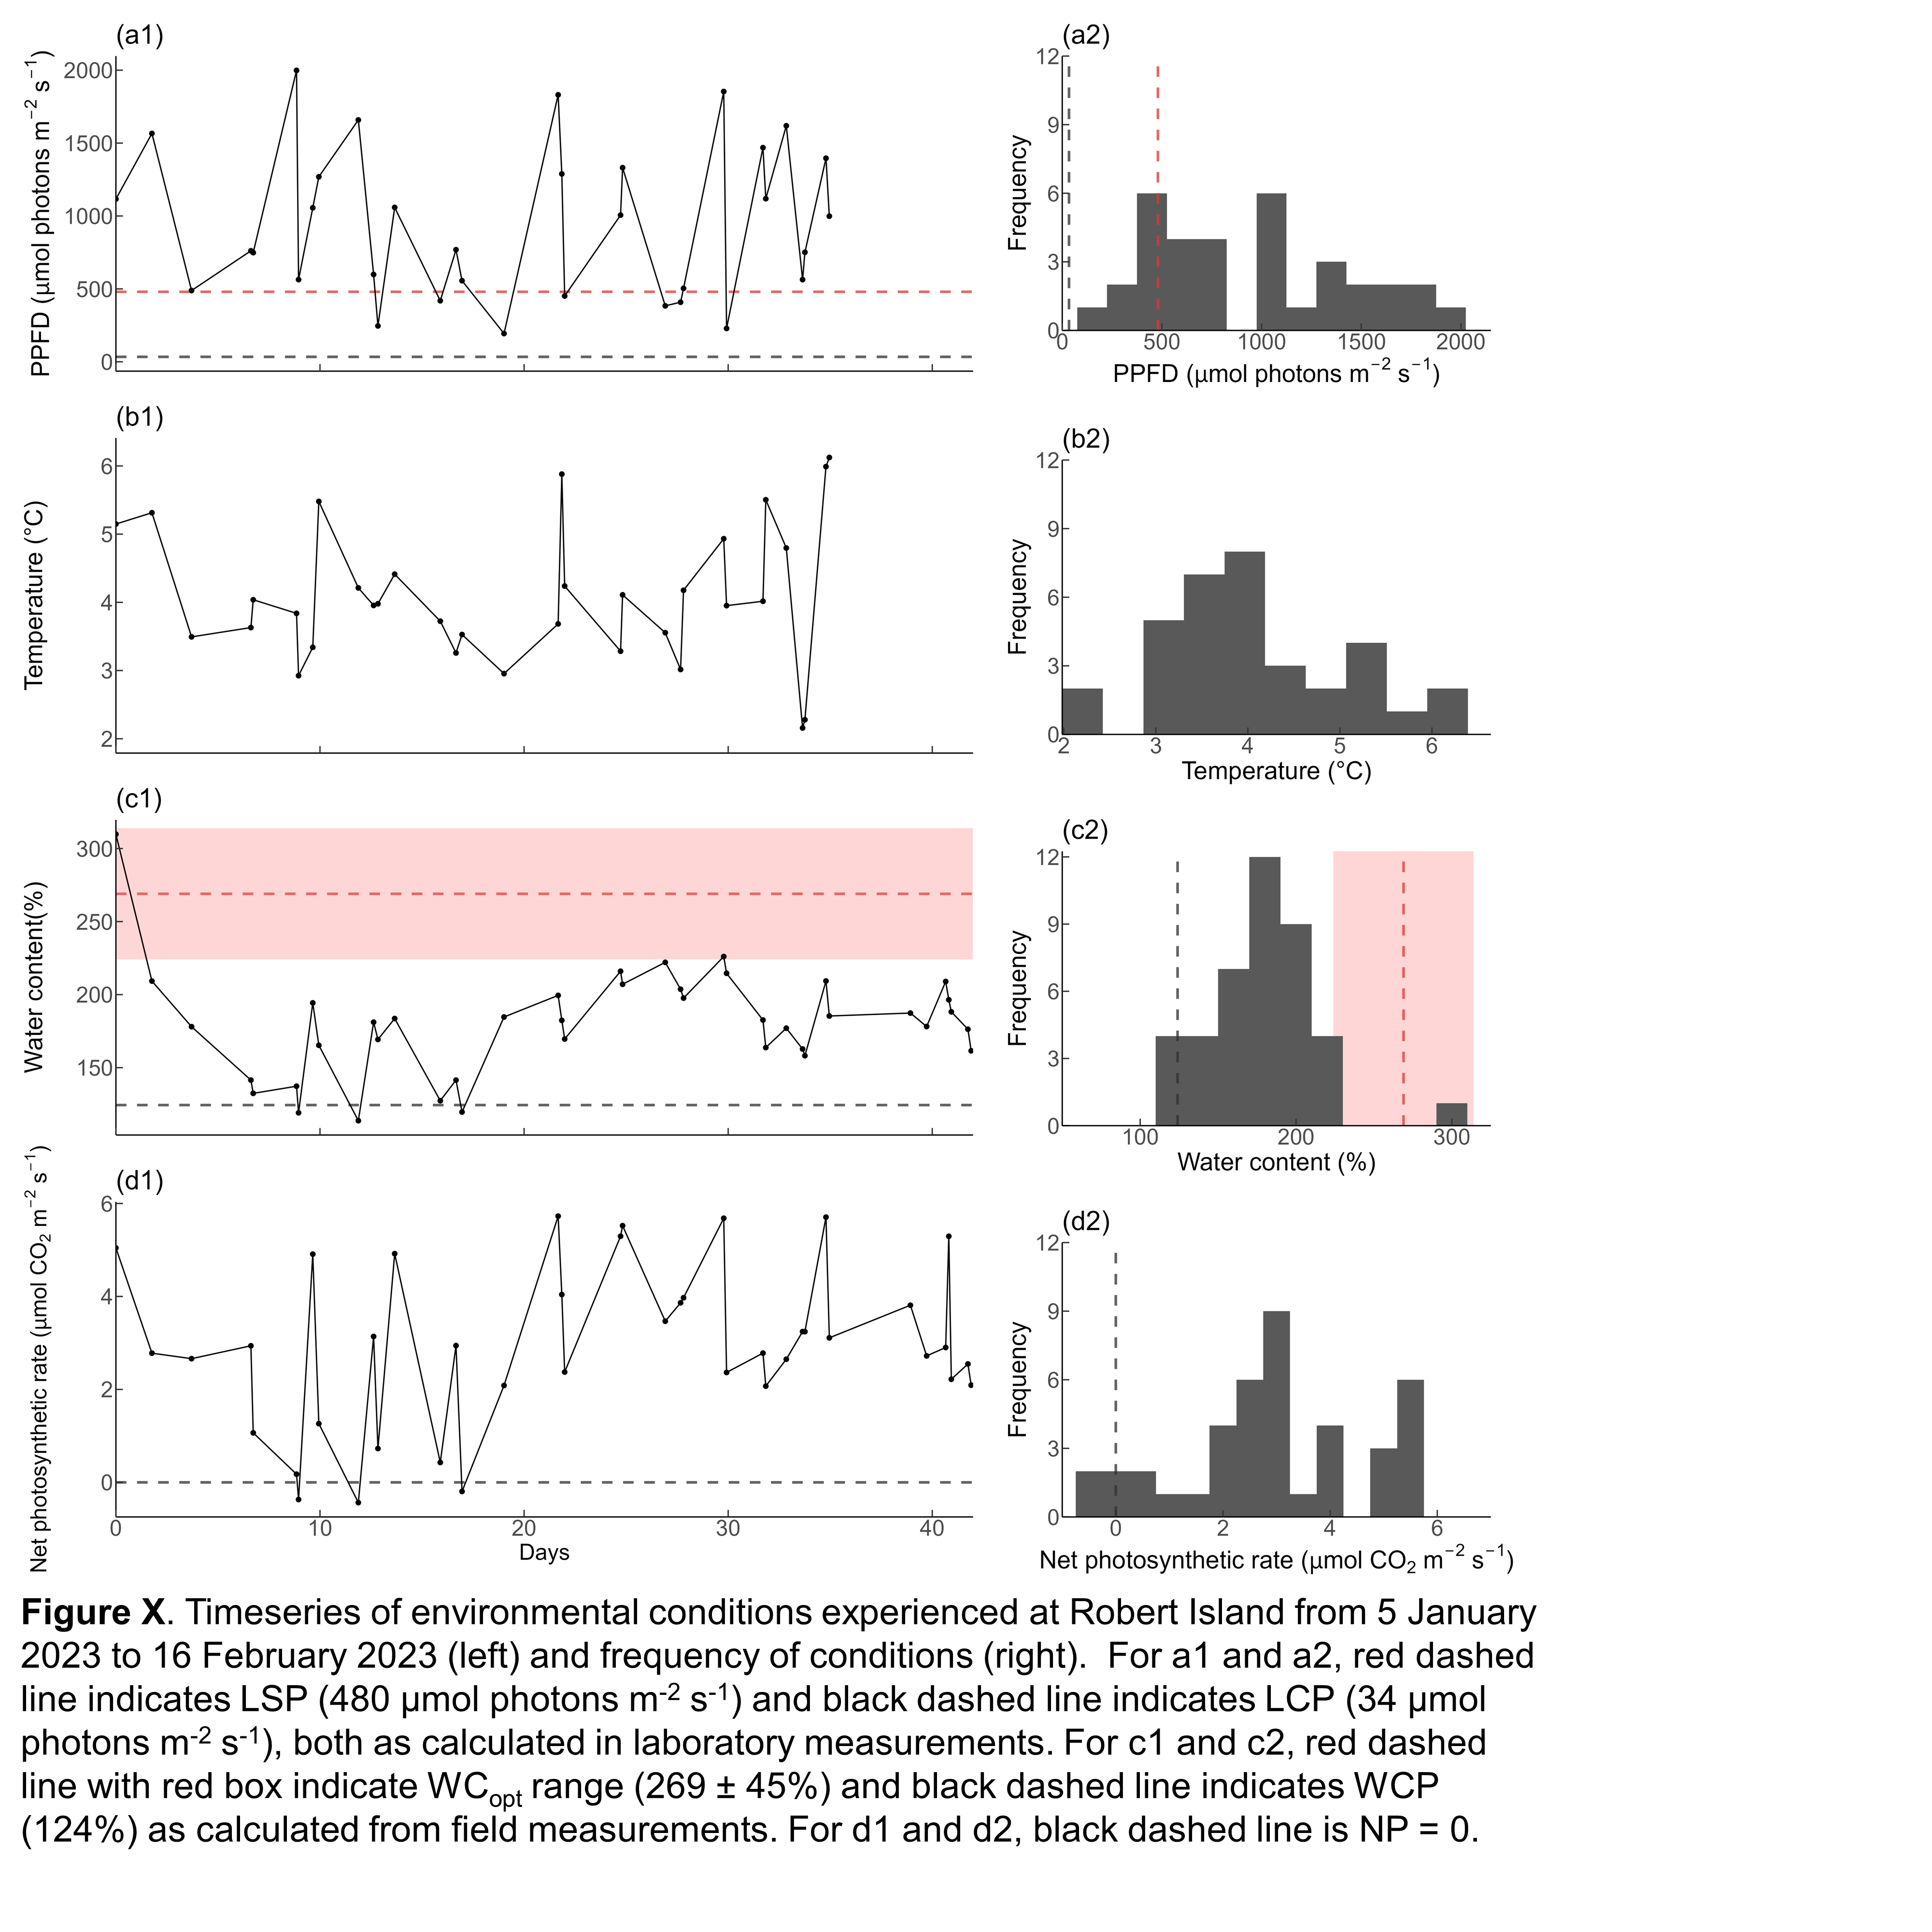 (a1)
PPFD (µmol photons m⁻² s⁻¹)
2000
1500
1000
500
0
(a2)
Frequency
12
9
6
3
0
0 500 1000 1500 2000
PPFD (µmol photons m⁻² s⁻¹)
(b1)
Temperature (°C)
6
5
4
3
2
(b2)
Frequency
12
9
6
3
0
2 3 4 5 6
Temperature (°C)
(c1)
Water content(%)
300
250
200
150
(c2)
Frequency
12
9
6
3
0
100 200 300
Water content (%)
(d1)
Net photosynthetic rate (µmol CO₂ m⁻² s⁻¹)
6
4
2
0
0 10 20 30 40
Days
(d2)
Frequency
12
9
6
3
0
0 2 4 6
Net photosynthetic rate (µmol CO₂ m⁻² s⁻¹)
Figure X. Timeseries of environmental conditions experienced at Robert Island from 5 January
2023 to 16 February 2023 (left) and frequency of conditions (right).  For a1 and a2, red dashed
line indicates LSP (480 µmol photons m⁻² s⁻¹) and black dashed line indicates LCP (34 µmol
photons m⁻² s⁻¹), both as calculated in laboratory measurements. For c1 and c2, red dashed
line with red box indicate WCopt range (269 ± 45%) and black dashed line indicates WCP
(124%) as calculated from field measurements. For d1 and d2, black dashed line is NP = 0.